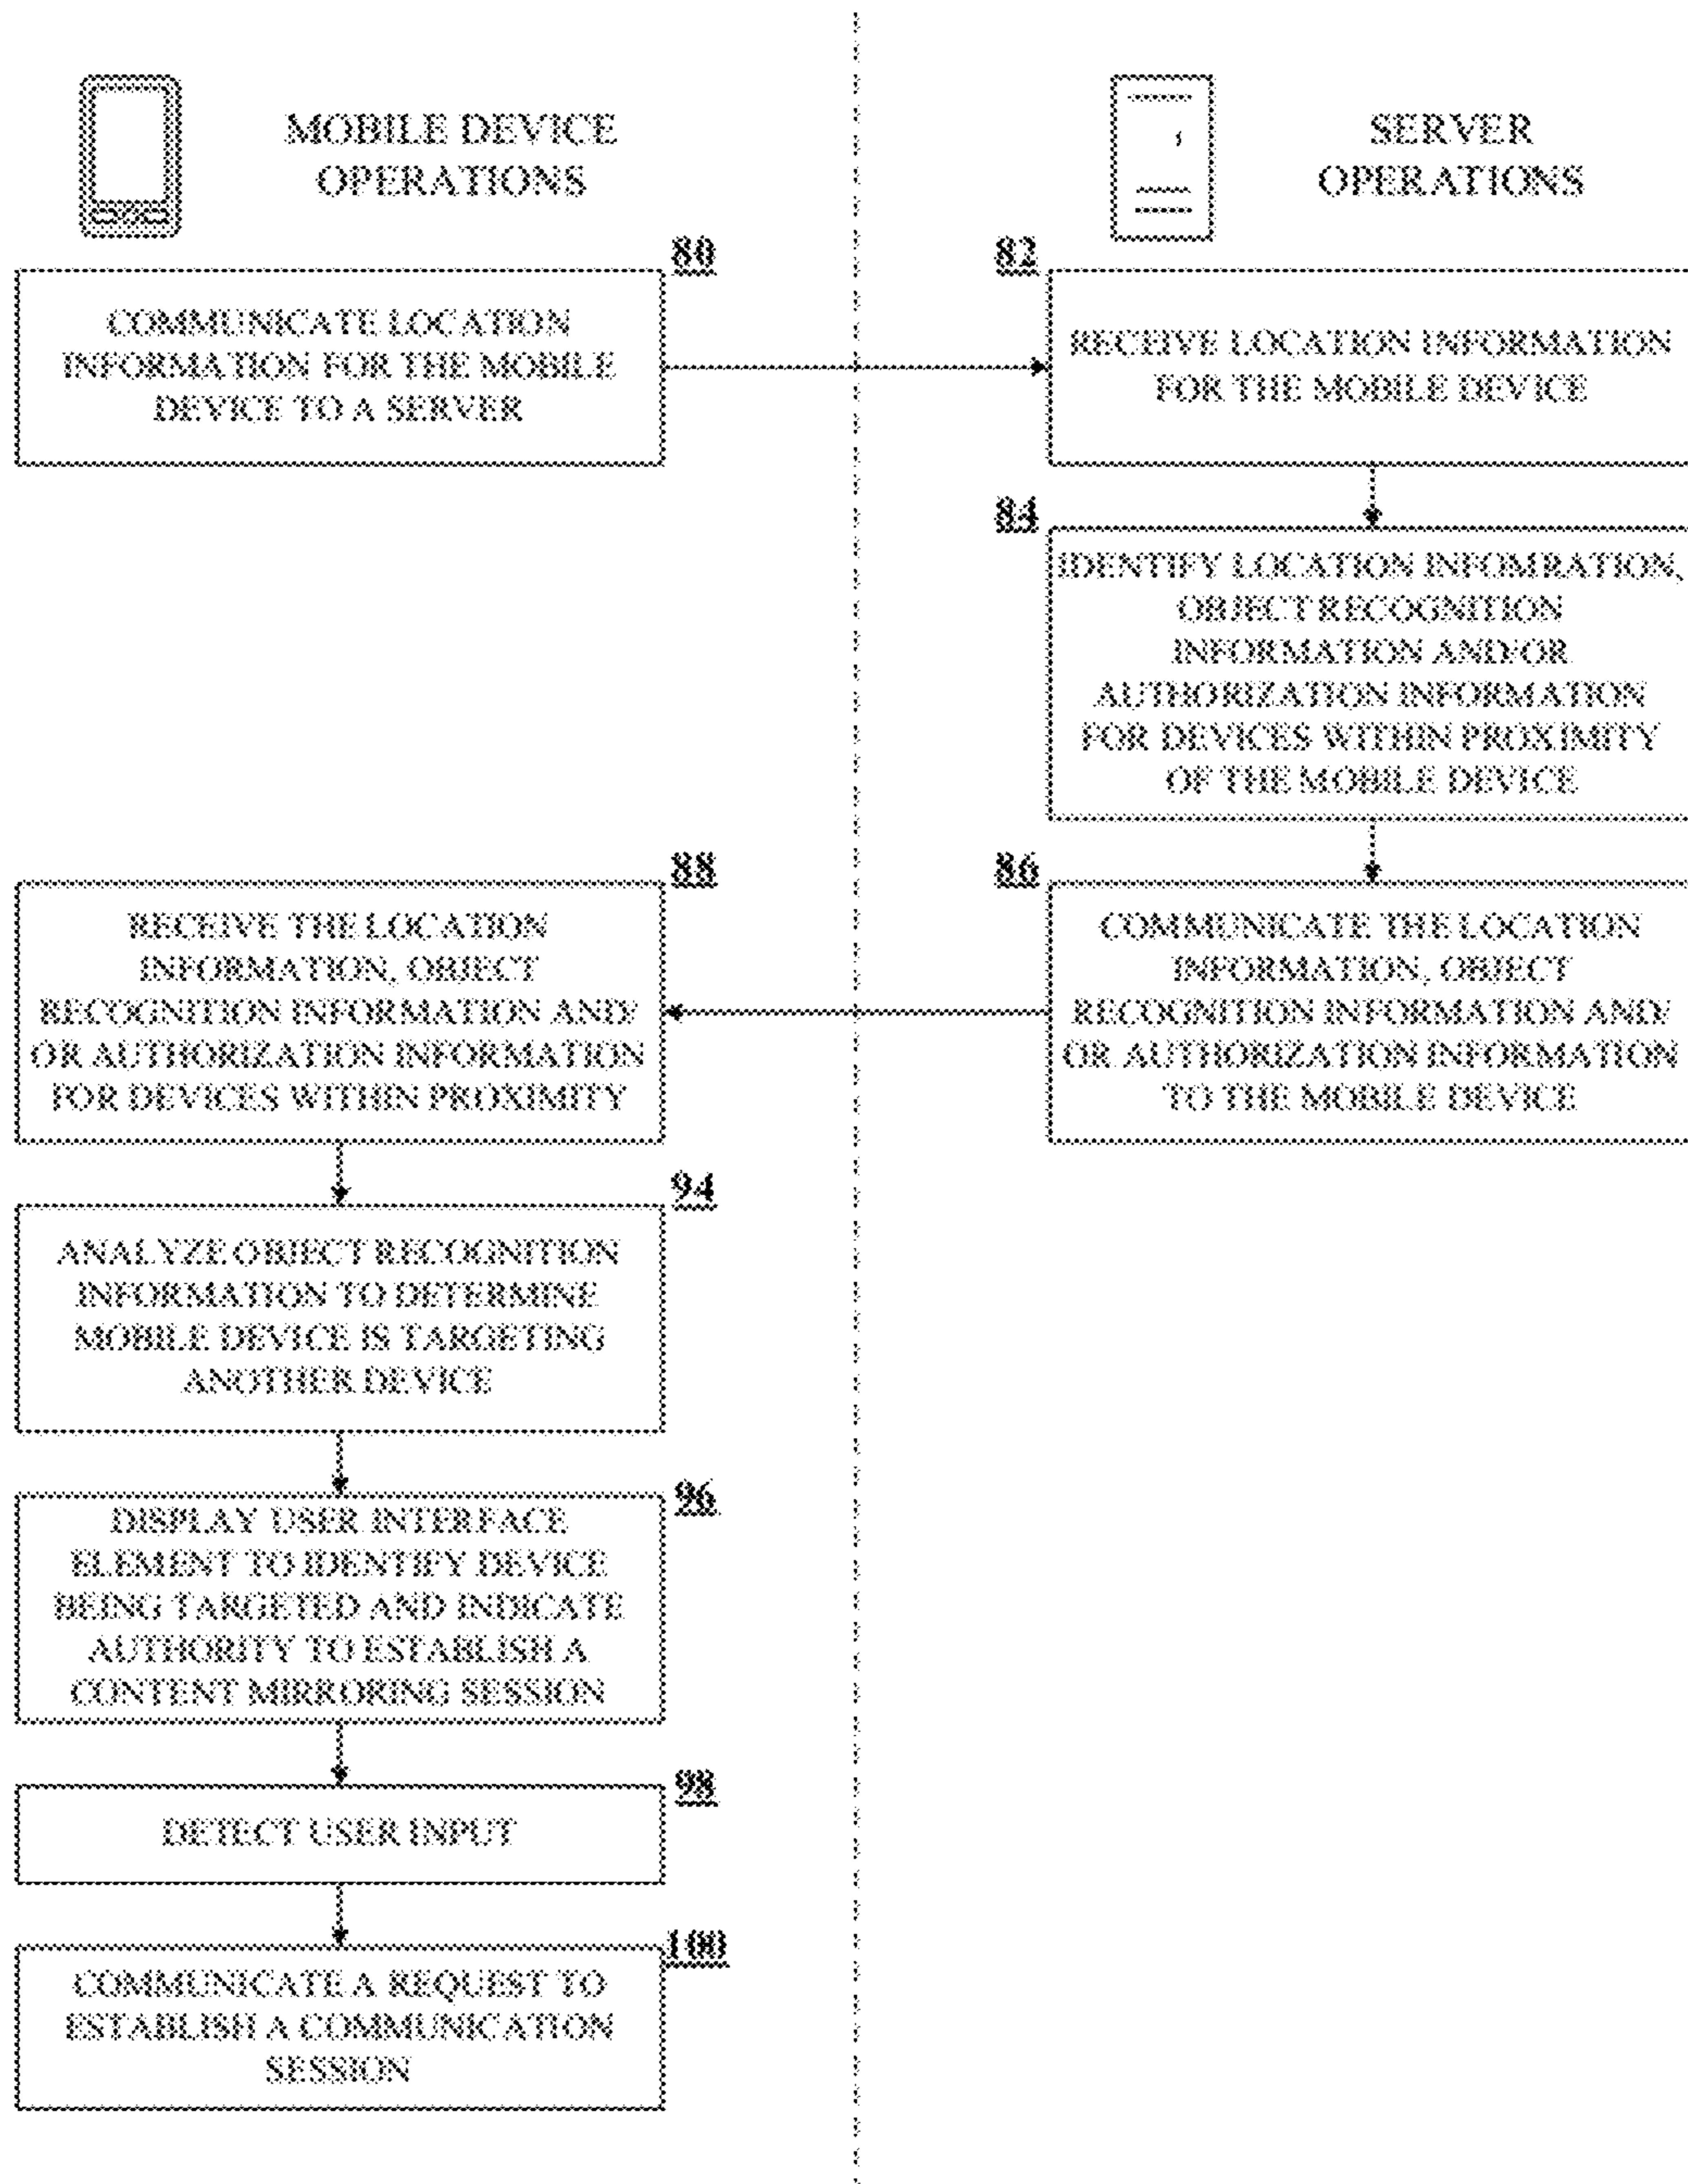 MOBILE DEVICE
OPERATIONS
SERVER
OPERATIONS
80
COMMUNICATE LOCATION
INFORMATION FOR THE MOBILE
DEVICE TO A SERVER
82
RECEIVE LOCATION INFORMATION
FOR THE MOBILE DEVICE
84
IDENTIFY LOCATION INFOMRATION,
OBJECT RECOGNITION
INFORMATION AND/OR
AUTHORIZATION INFORMATION
FOR DEVICES WITHIN PROXIMITY
OF THE MOBILE DEVICE
86
COMMUNICATE THE LOCATION
INFORMATION, OBJECT
RECOGNITION INFORMATION AND/
OR AUTHORIZATION INFORMATION
TO THE MOBILE DEVICE
88
RECEIVE THE LOCATION
INFORMATION, OBJECT
RECOGNITION INFORMATION AND/
OR AUTHORIZATION INFORMATION
FOR DEVICES WITHIN PROXIMITY
94
ANALYZE OBJECT RECOGNITION
INFORMATION TO DETERMINE
MOBILE DEVICE IS TARGETING
ANOTHER DEVICE
96
DISPLAY USER INTERFACE
ELEMENT TO IDENTIFY DEVICE
BEING TARGETED AND INDICATE
AUTHORITY TO ESTABLISH A
CONTENT MIRRORING SESSION
98
DETECT USER INPUT
100
COMMUNICATE A REQUEST TO
ESTABLISH A COMMUNICATION
SESSION